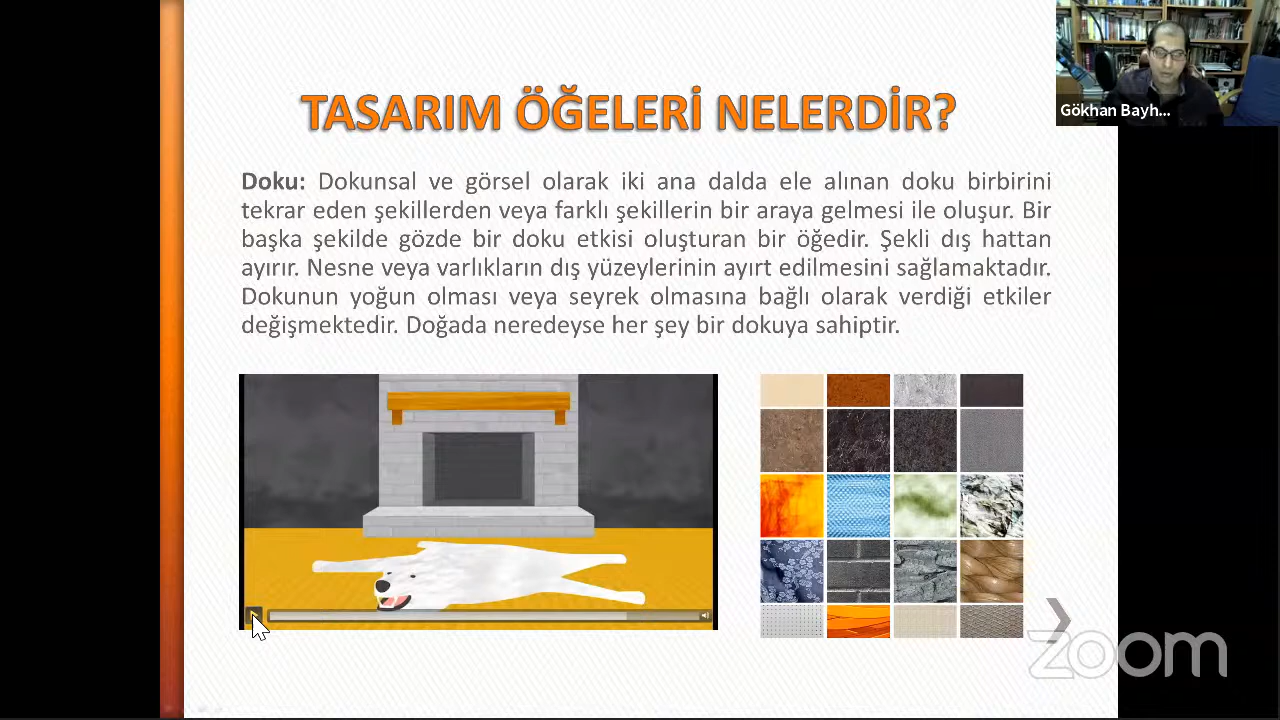 TASARIM ÖĞELERİ NELERDİR?
Gökhan Bayh...
Doku: Dokunsal ve görsel olarak iki ana dalda ele alınan doku birbirini
tekrar eden şekillerden veya farklı şekillerin bir araya gelmesi ile oluşur. Bir
başka şekilde gözde bir doku etkisi oluşturan bir öğedir. Şekli dış hattan
ayırır. Nesne veya varlıkların dış yüzeylerinin ayırt edilmesini sağlamaktadır.
Dokunun yoğun olması veya seyrek olmasına bağlı olarak verdiği etkiler
değişmektedir. Doğada neredeyse her şey bir dokuya sahiptir.
zoom